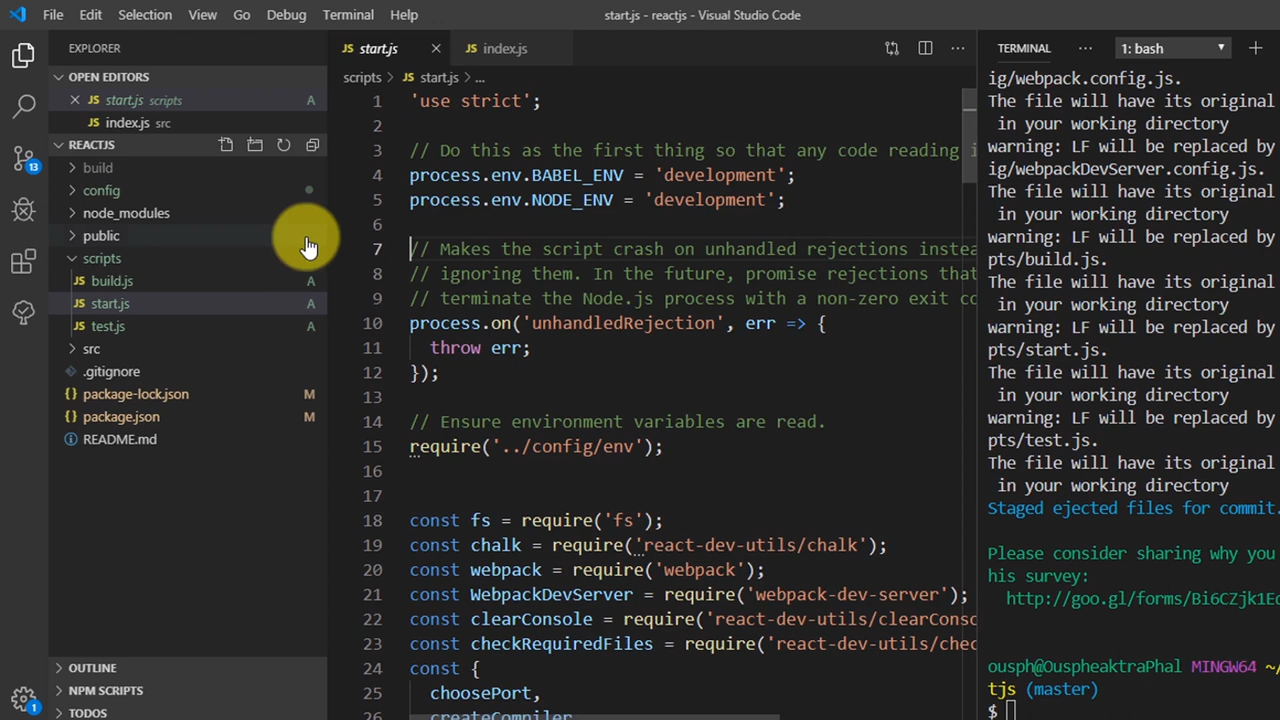 File Edit Selection View Go Debug Terminal Help start.js - reactjs - Visual Studio Code
EXPLORER
OPEN EDITORS
JS start.js scripts A
JS index.js src
REACTJS
build
config
node_modules
public
scripts
JS build.js A
JS start.js A
JS test.js A
src
.gitignore
{} package-lock.json M
{} package.json M
README.md
OUTLINE
NPM SCRIPTS
TODOS
13
1
JS start.js JS index.js
scripts > JS start.js > ...
1 'use strict';
2
3 // Do this as the first thing so that any code reading i
4 process.env.BABEL_ENV = 'development';
5 process.env.NODE_ENV = 'development';
6
7 // Makes the script crash on unhandled rejections instea
8 // ignoring them. In the future, promise rejections that
9 // terminate the Node.js process with a non-zero exit co
10 process.on('unhandledRejection', err => {
11 throw err;
12 });
13
14 // Ensure environment variables are read.
15 require('../config/env');
16
17
18 const fs = require('fs');
19 const chalk = require('react-dev-utils/chalk');
20 const webpack = require('webpack');
21 const WebpackDevServer = require('webpack-dev-server');
22 const clearConsole = require('react-dev-utils/clearConso
23 const checkRequiredFiles = require('react-dev-utils/chec
24 const {
25 choosePort,
26 createCompiler
TERMINAL ... 1: bash
ig/webpack.config.js.
The file will have its original
in your working directory
warning: LF will be replaced by
ig/webpackDevServer.config.js.
The file will have its original
in your working directory
warning: LF will be replaced by
pts/build.js.
The file will have its original
in your working directory
warning: LF will be replaced by
pts/start.js.
The file will have its original
in your working directory
warning: LF will be replaced by
pts/test.js.
The file will have its original
in your working directory
Staged ejected files for commit.
Please consider sharing why you
his survey:
http://goo.gl/forms/Bi6CZjk1Eq
ousph@OuspheaktraPhal MINGW64 ~/
tjs (master)
$